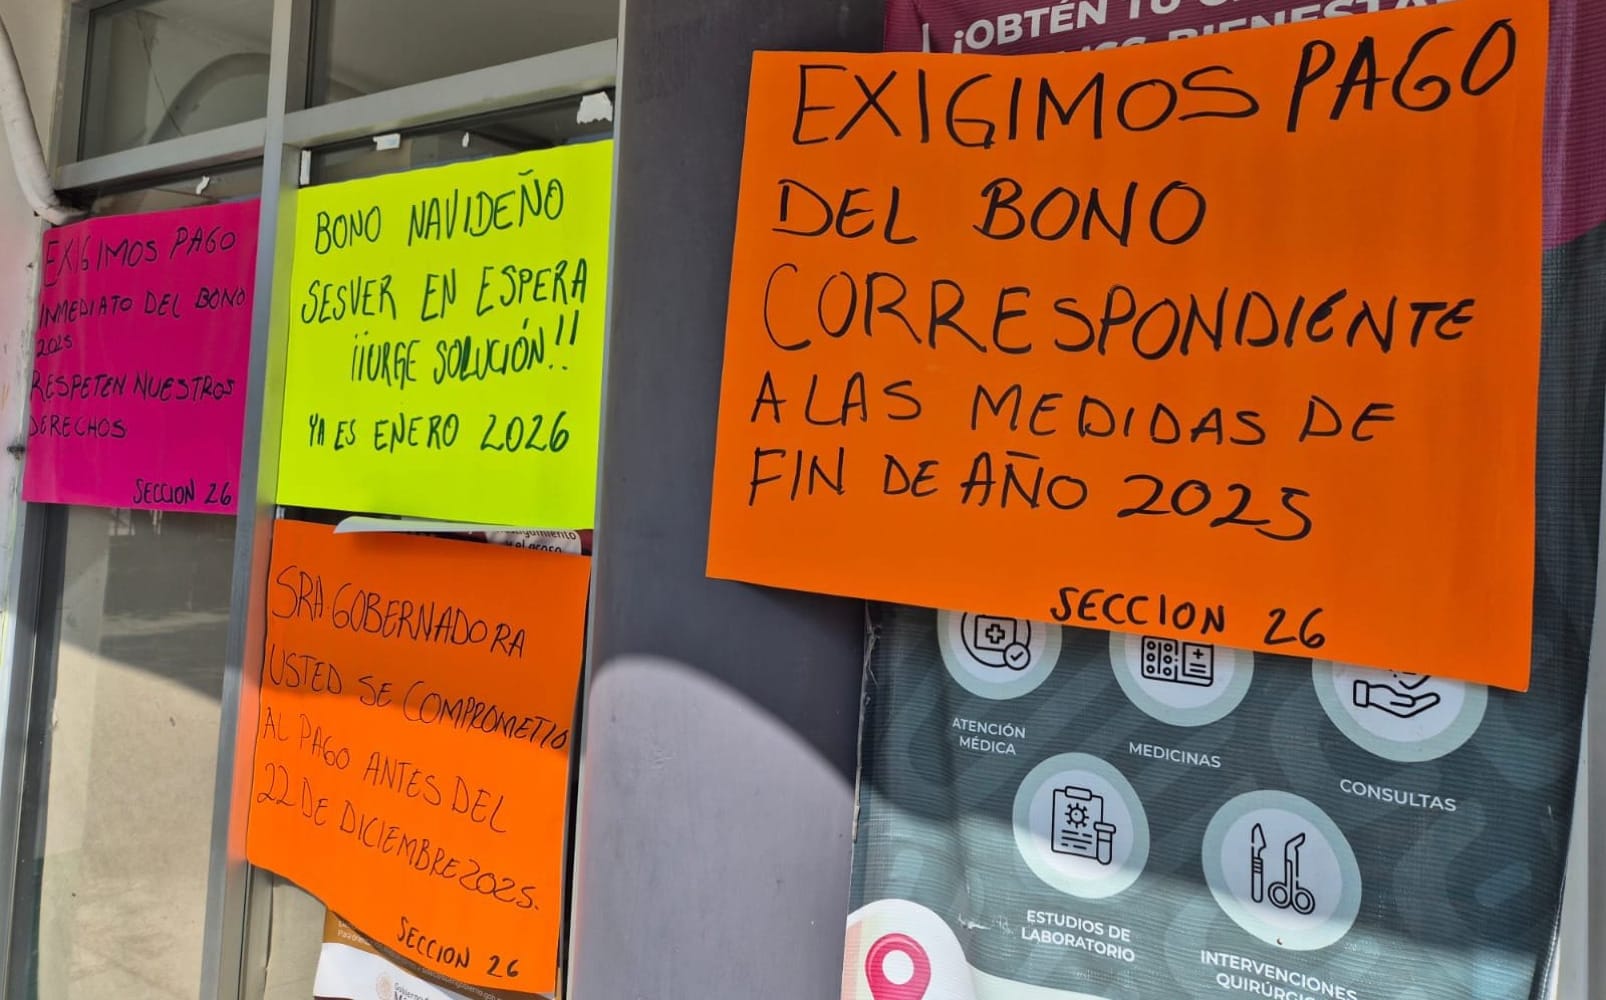 EXIGIMOS PAGO
INMEDIATO DEL BONO
2025
RESPETEN NUESTROS
DERECHOS
SECCION 26
BONO NAVIDEÑO
SESVER EN ESPERA
¡¡URGE SOLUCIÓN!!
YA ES ENERO 2026
SRA. GOBERNADORA
USTED SE COMPROMETIO
AL PAGO ANTES DEL
22 DE DICIEMBRE 2025.
SECCION 26
¡OBTÉN TU
EXIGIMOS PAGO
DEL BONO
CORRESPONDIENTE
A LAS MEDIDAS DE
FIN DE AÑO 2025
SECCION 26
ATENCIÓN
MÉDICA
MEDICINAS
CONSULTAS
ESTUDIOS DE
LABORATORIO
INTERVENCIONES